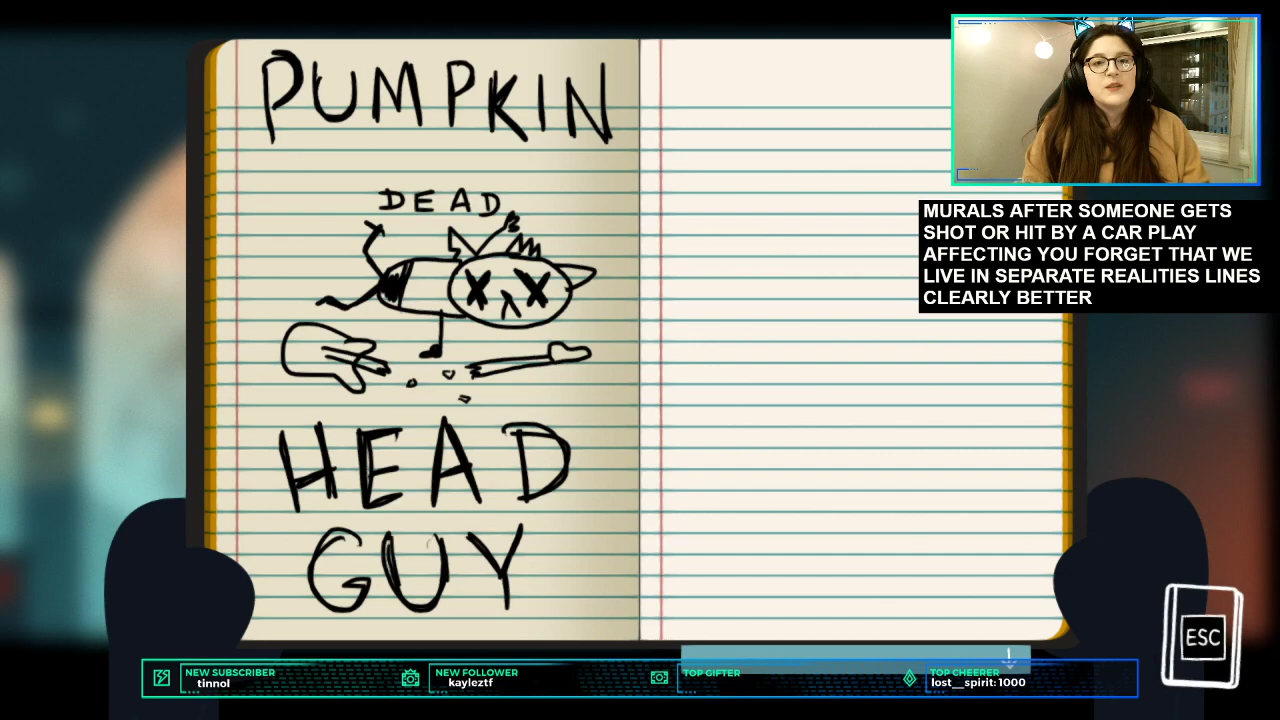 PUMPKIN
DEAD
HEAD
GUY
MURALS AFTER SOMEONE GETS
SHOT OR HIT BY A CAR PLAY
AFFECTING YOU FORGET THAT WE
LIVE IN SEPARATE REALITIES LINES
CLEARLY BETTER
ESC
NEW SUBSCRIBER
tinnol
NEW FOLLOWER
kayleztf
TOP GIFTER
TOP CHEERER
lost__spirit: 1000